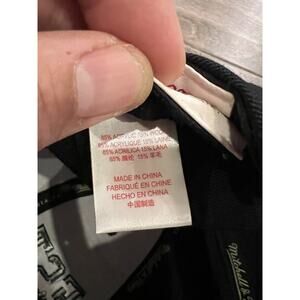 85% ACRYLIC 15% WOOL
85% ACRYLIQUE 15% LAINE
85% ACRILICA 15% LANA
85% 腈纶 15% 羊毛
MADE IN CHINA
FABRIQUÉ EN CHINE
HECHO EN CHINA
中国制造
Mitchell &